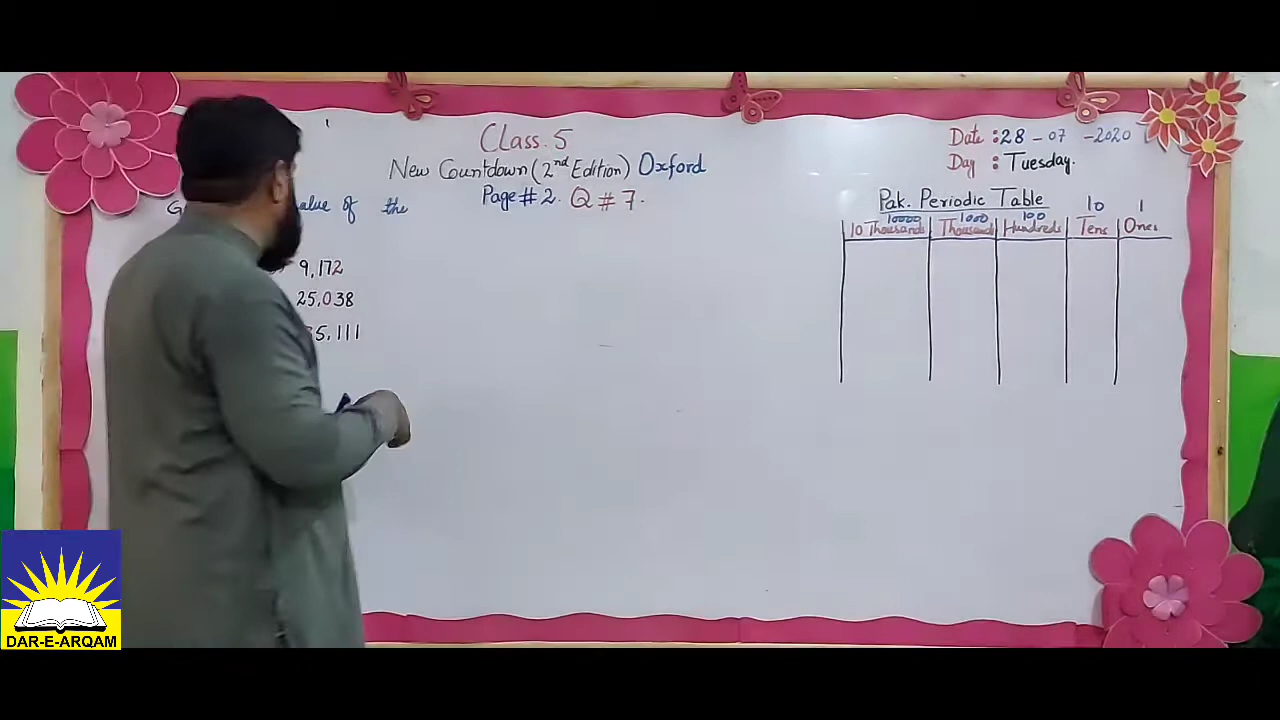 Class. 5
New Countdown (2nd Edition) Oxford
Page # 2. Q # 7.
Date : 28 - 07 - 2020
Day : Tuesday.
value of the
9,172
25,038
5,111
Pak. Periodic Table
10000 1000 100 10 1
10 Thousands Thousands Hundreds Tens Ones
DAR-E-ARQAM